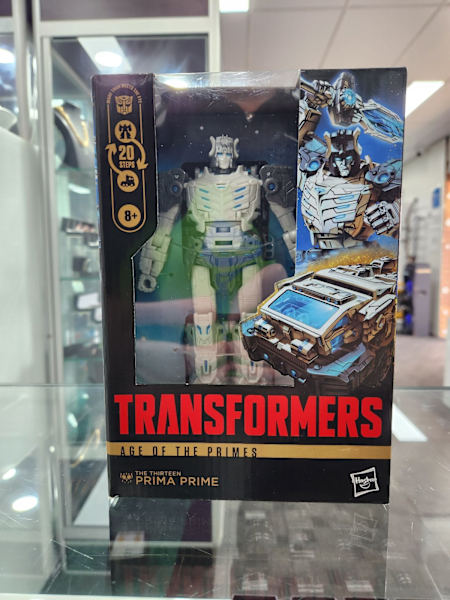 20
STEPS
8+
TRANSFORMERS
AGE OF THE PRIMES
THE THIRTEEN
PRIMA PRIME
Hasbro